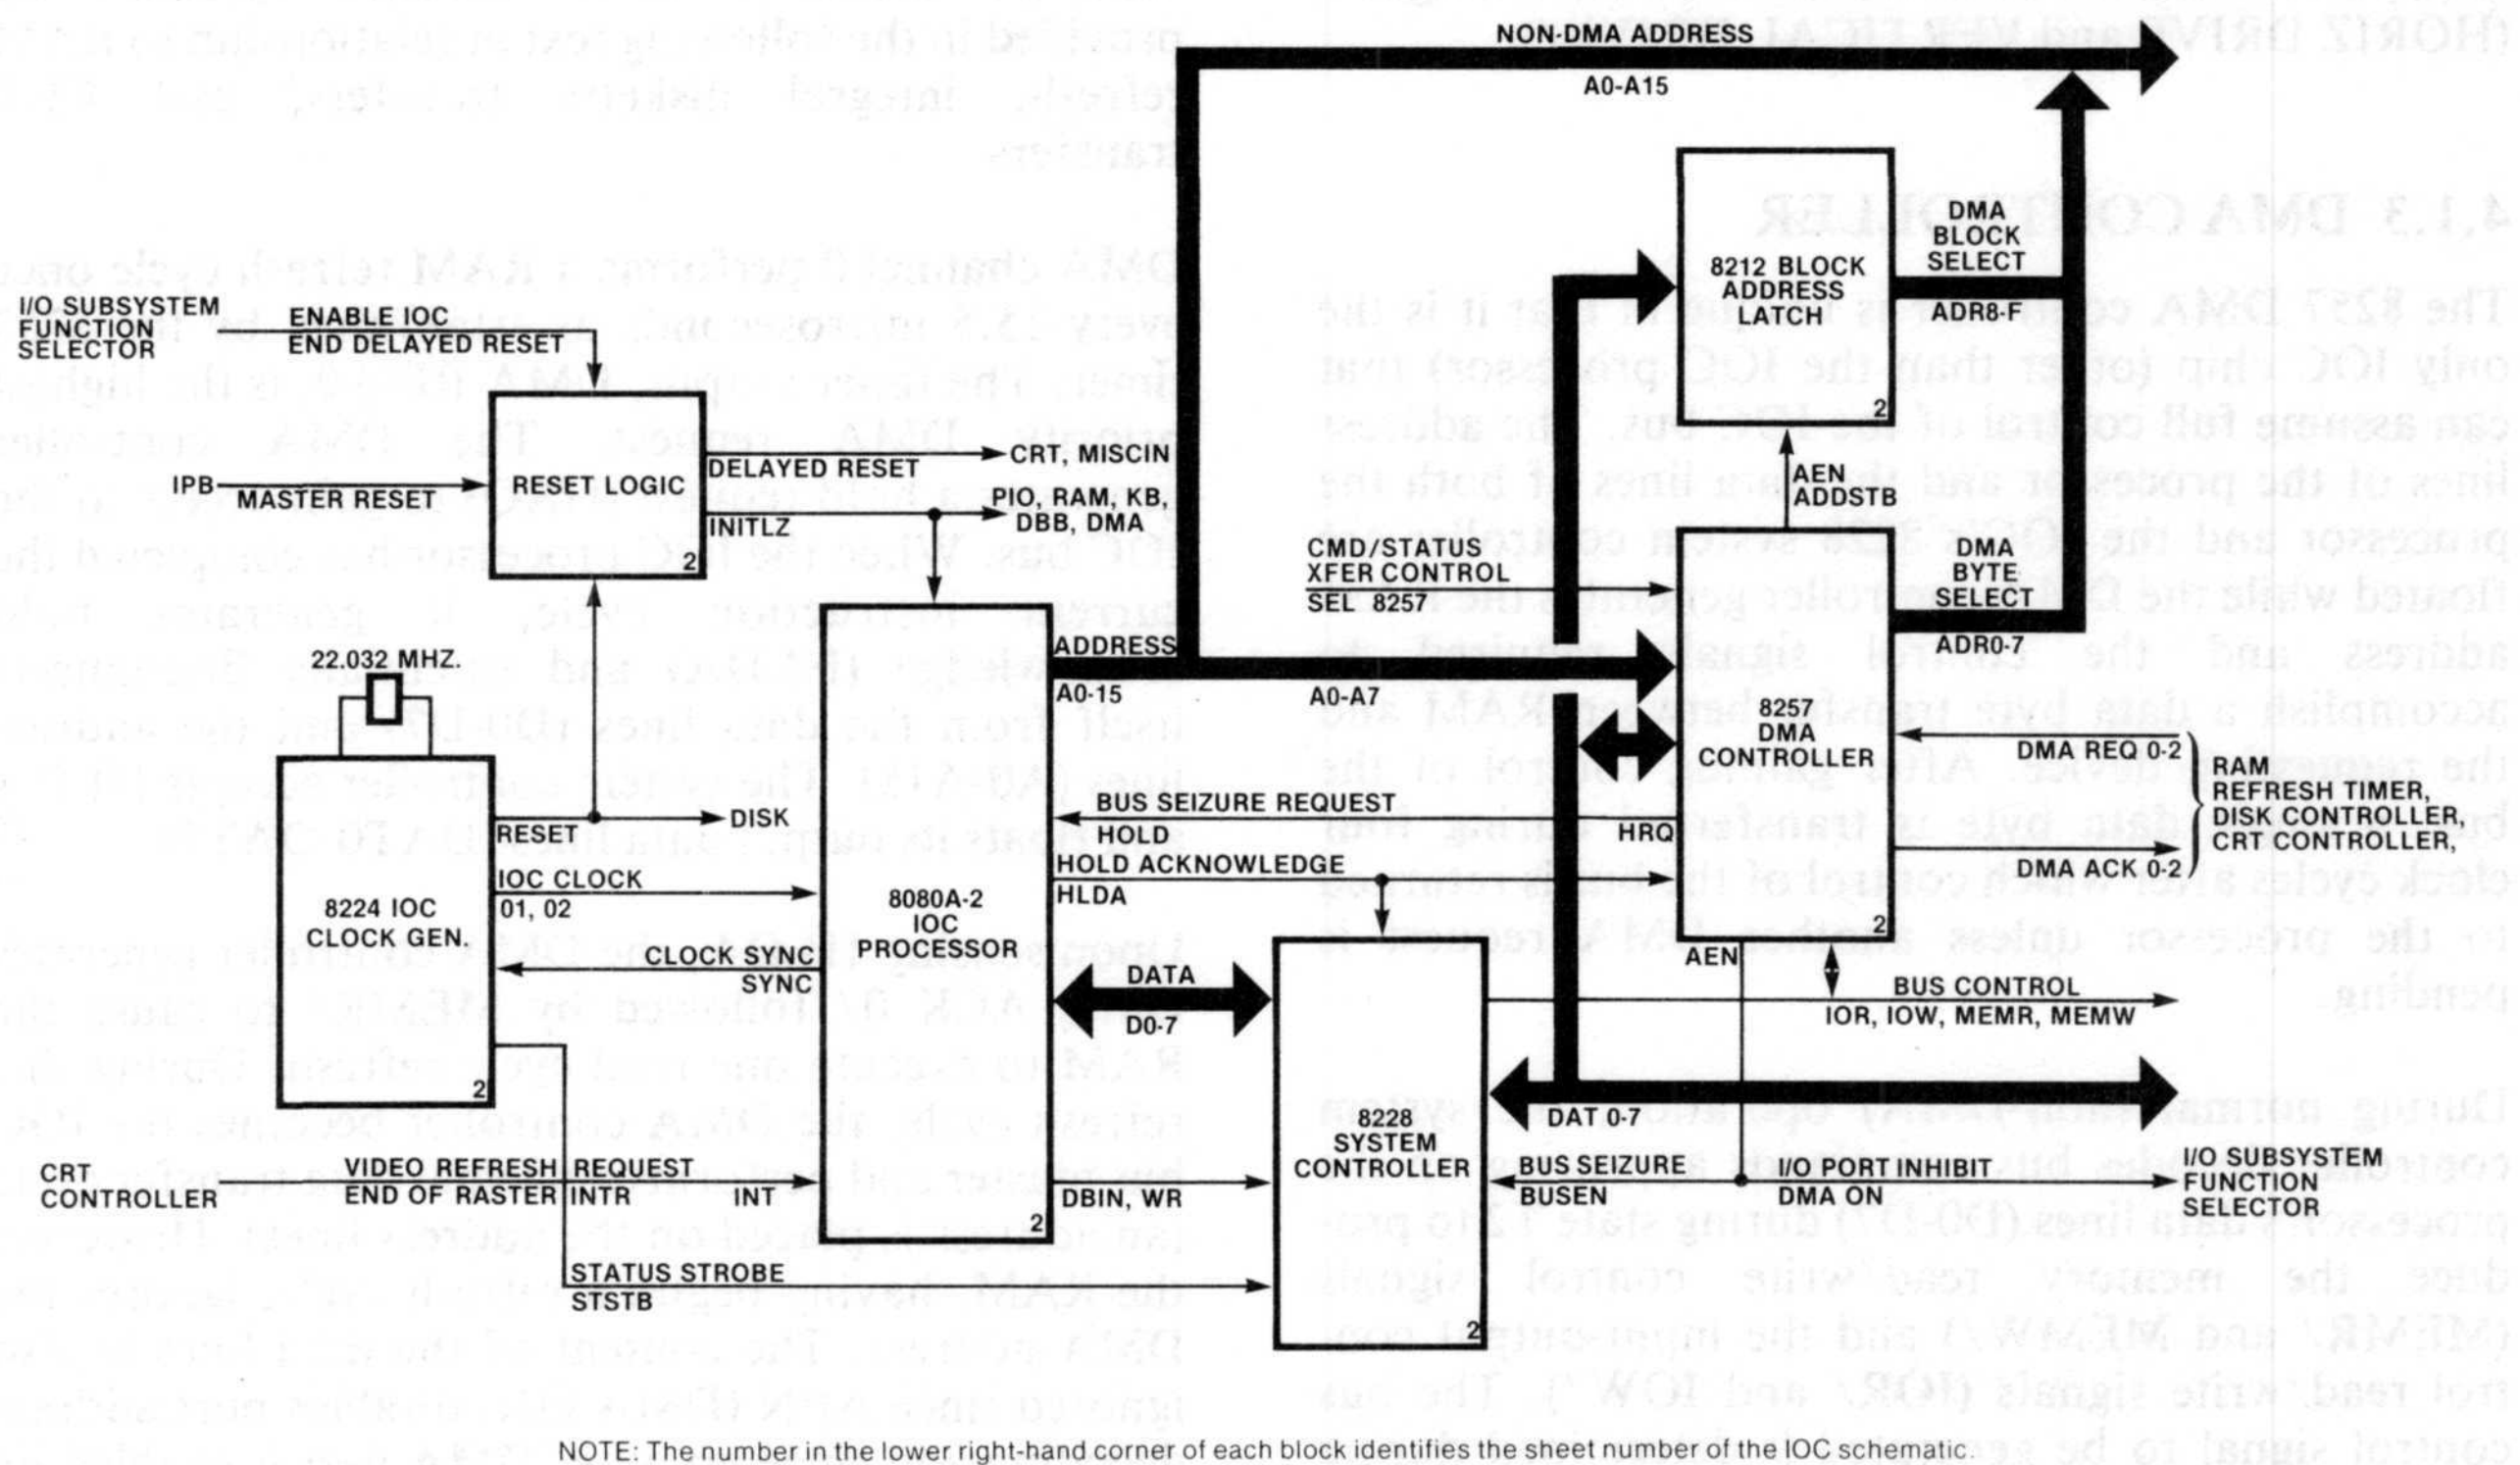 NON-DMA ADDRESS
A0-A15
DMA
BLOCK
SELECT
ADR8-F
8212 BLOCK
ADDRESS
LATCH
2
I/O SUBSYSTEM
FUNCTION
SELECTOR
ENABLE IOC
END DELAYED RESET
IPB
MASTER RESET
RESET LOGIC
2
DELAYED RESET
CRT, MISCIN
INITLZ
PIO, RAM, KB,
DBB, DMA
AEN
ADDSTB
CMD/STATUS
XFER CONTROL
SEL 8257
DMA
BYTE
SELECT
ADR0-7
ADDRESS
A0-15
A0-A7
22.032 MHZ.
8257
DMA
CONTROLLER
2
DMA REQ 0-2
DMA ACK 0-2
RAM
REFRESH TIMER,
DISK CONTROLLER,
CRT CONTROLLER,
BUS SEIZURE REQUEST
HOLD
HRQ
HOLD ACKNOWLEDGE
HLDA
RESET
DISK
IOC CLOCK
01, 02
8224 IOC
CLOCK GEN.
2
CLOCK SYNC
SYNC
8080A-2
IOC
PROCESSOR
2
DATA
D0-7
AEN
BUS CONTROL
IOR, IOW, MEMR, MEMW
DAT 0-7
8228
SYSTEM
CONTROLLER
2
BUS SEIZURE
BUSEN
I/O PORT INHIBIT
DMA ON
I/O SUBSYSTEM
FUNCTION
SELECTOR
CRT
CONTROLLER
VIDEO REFRESH REQUEST
END OF RASTER INTR
INT
DBIN, WR
STATUS STROBE
STSTB
NOTE: The number in the lower right-hand corner of each block identifies the sheet number of the IOC schematic.